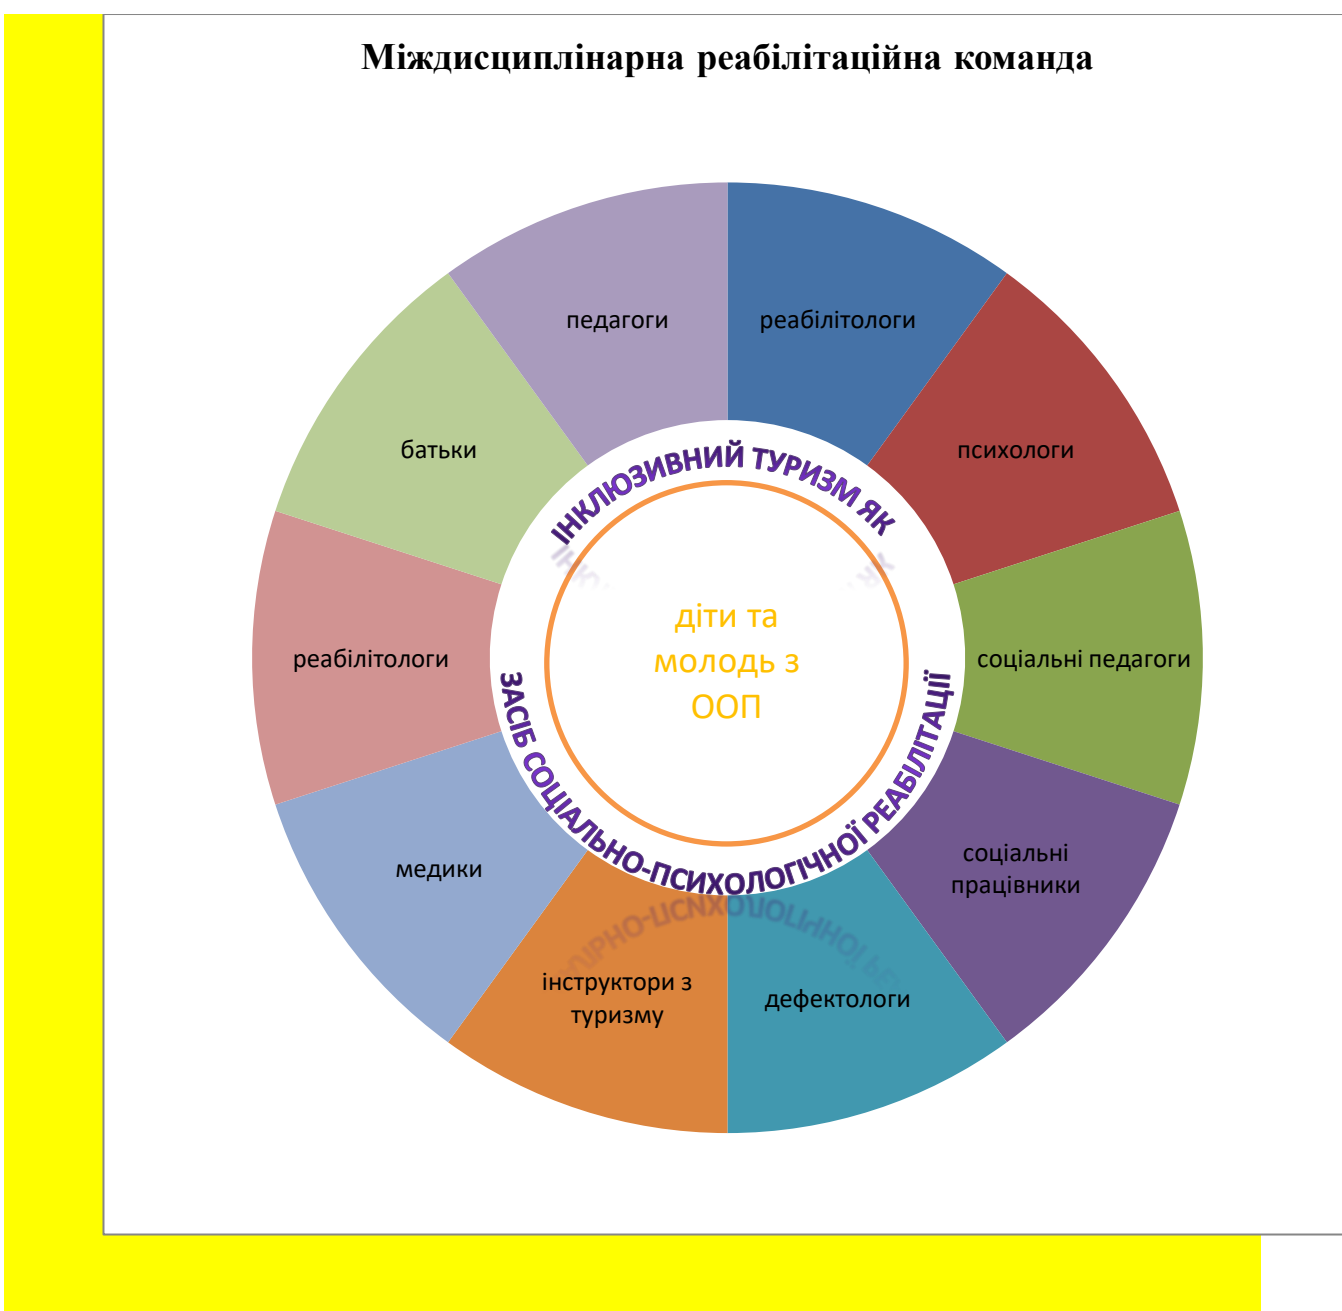 Міждисциплінарна реабілітаційна команда
педагоги
реабілітологи
батьки
психологи
ІНКЛЮЗИВНИЙ ТУРИЗМ ЯК
діти та
молодь з
ООП
реабілітологи
соціальні педагоги
ЗАСІБ СОЦІАЛЬНО-ПСИХОЛОГІЧНОЇ РЕАБІЛІТАЦІЇ
медики
соціальні
працівники
інструктори з
туризму
дефектологи